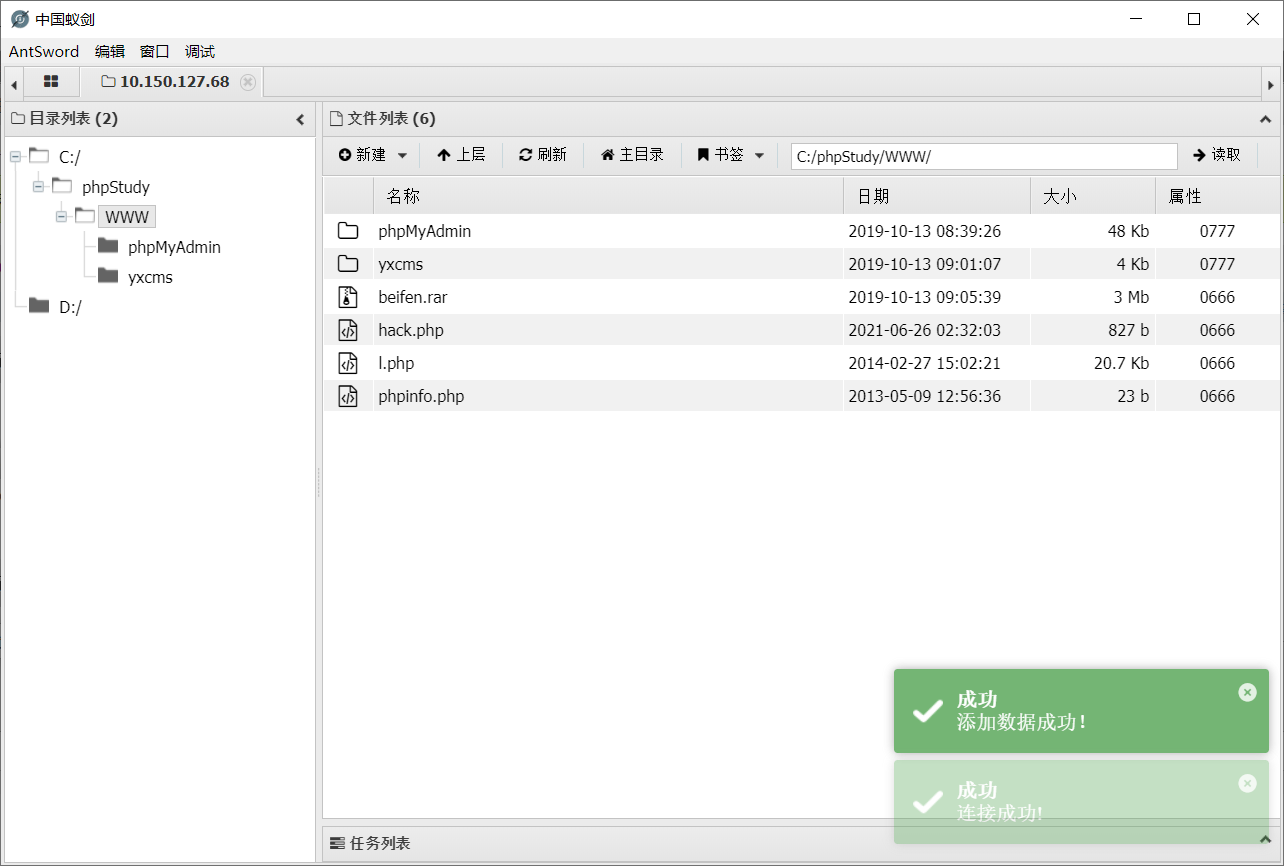 中国蚁剑
AntSword 编辑 窗口 调试
10.150.127.68
目录列表 (2)
C:/
phpStudy
WWW
phpMyAdmin
yxcms
D:/
文件列表 (6)
新建 上层 刷新 主目录 书签 C:/phpStudy/WWW/ 读取
名称 日期 大小 属性
phpMyAdmin 2019-10-13 08:39:26 48 Kb 0777
yxcms 2019-10-13 09:01:07 4 Kb 0777
beifen.rar 2019-10-13 09:05:39 3 Mb 0666
hack.php 2021-06-26 02:32:03 827 b 0666
l.php 2014-02-27 15:02:21 20.7 Kb 0666
phpinfo.php 2013-05-09 12:56:36 23 b 0666
成功
添加数据成功!
成功
连接成功!
任务列表